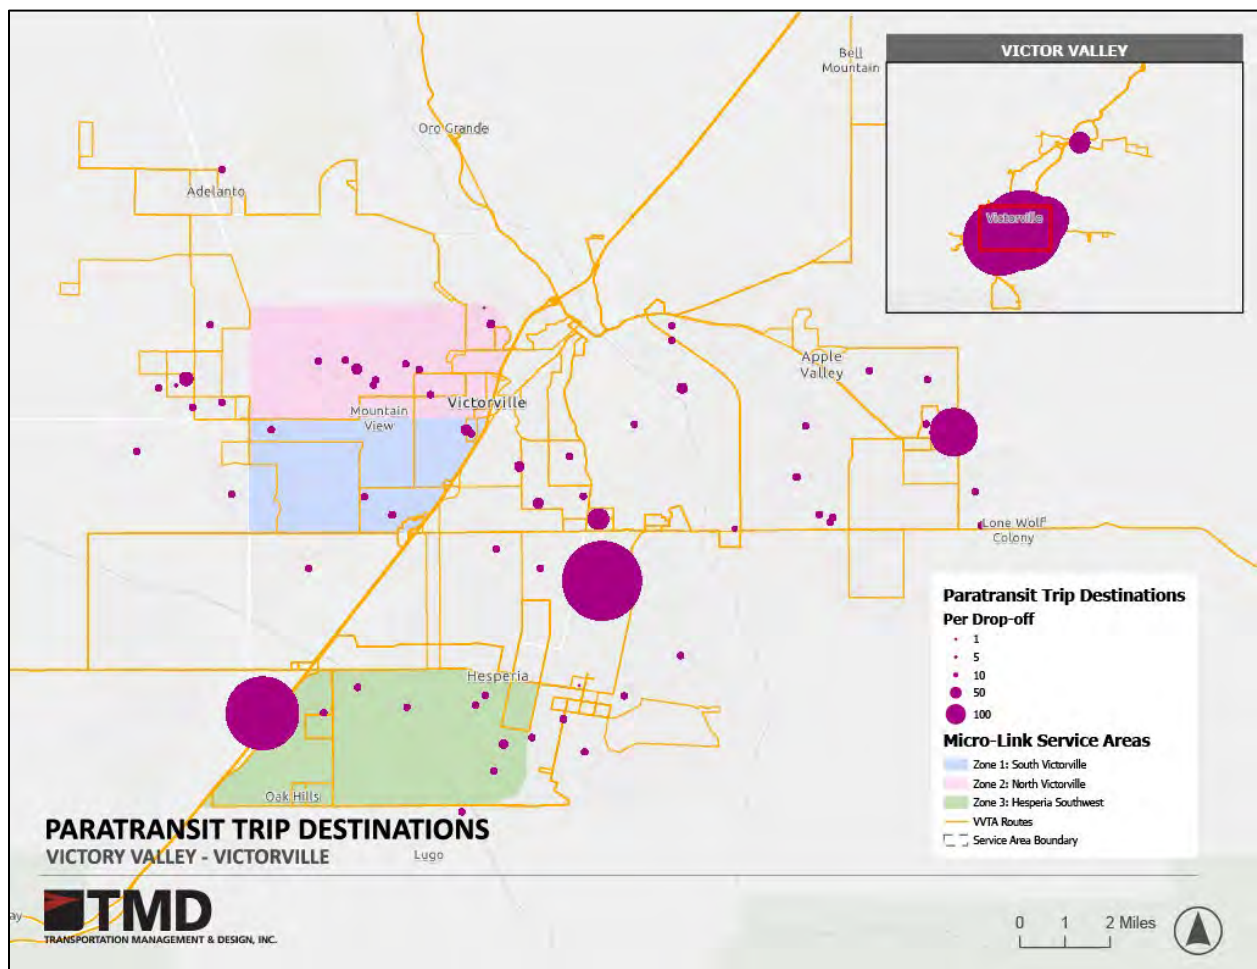 VICTOR VALLEY
Victorville
Bell
Mountain
Oro Grande
Adelanto
Apple
Valley
Mountain
View
Victorville
Lone Wolf
Colony
Hesperia
Oak Hills
Lugo
Paratransit Trip Destinations
Per Drop-off
1
5
10
50
100
Micro-Link Service Areas
Zone 1: South Victorville
Zone 2: North Victorville
Zone 3: Hesperia Southwest
VVTA Routes
Service Area Boundary
PARATRANSIT TRIP DESTINATIONS
VICTORY VALLEY - VICTORVILLE
TMD
TRANSPORTATION MANAGEMENT & DESIGN, INC.
ay
0 1 2 Miles